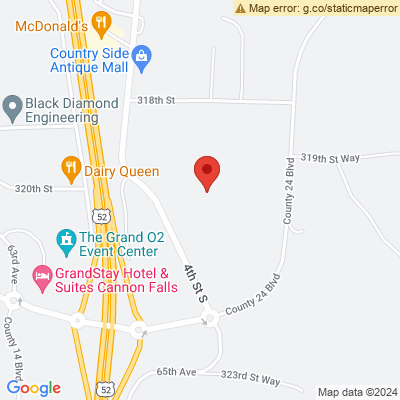 Map error: g.co/staticmaperror
McDonald's
Country Side
Antique Mall
318th St
Black Diamond
Engineering
319th St Way
Dairy Queen
320th St
County 24 Blvd
52
The Grand O2
Event Center
63rd Ave
4th St S
GrandStay Hotel &
Suites Cannon Falls
County 24 Blvd
County 14 Blvd
65th Ave
323rd St Way
52
Google
Map data ©2024